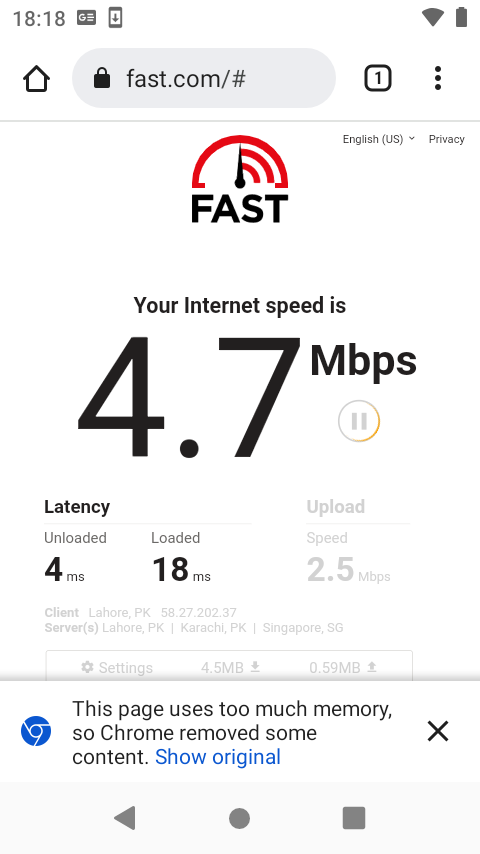 18:18
fast.com/#
1
English (US) Privacy
FAST
Your Internet speed is
4.7 Mbps
Latency Upload
Unloaded Loaded Speed
4 ms 18 ms 2.5 Mbps
Client Lahore, PK 58.27.202.37
Server(s) Lahore, PK | Karachi, PK | Singapore, SG
Settings 4.5MB 0.59MB
This page uses too much memory,
so Chrome removed some
content. Show original